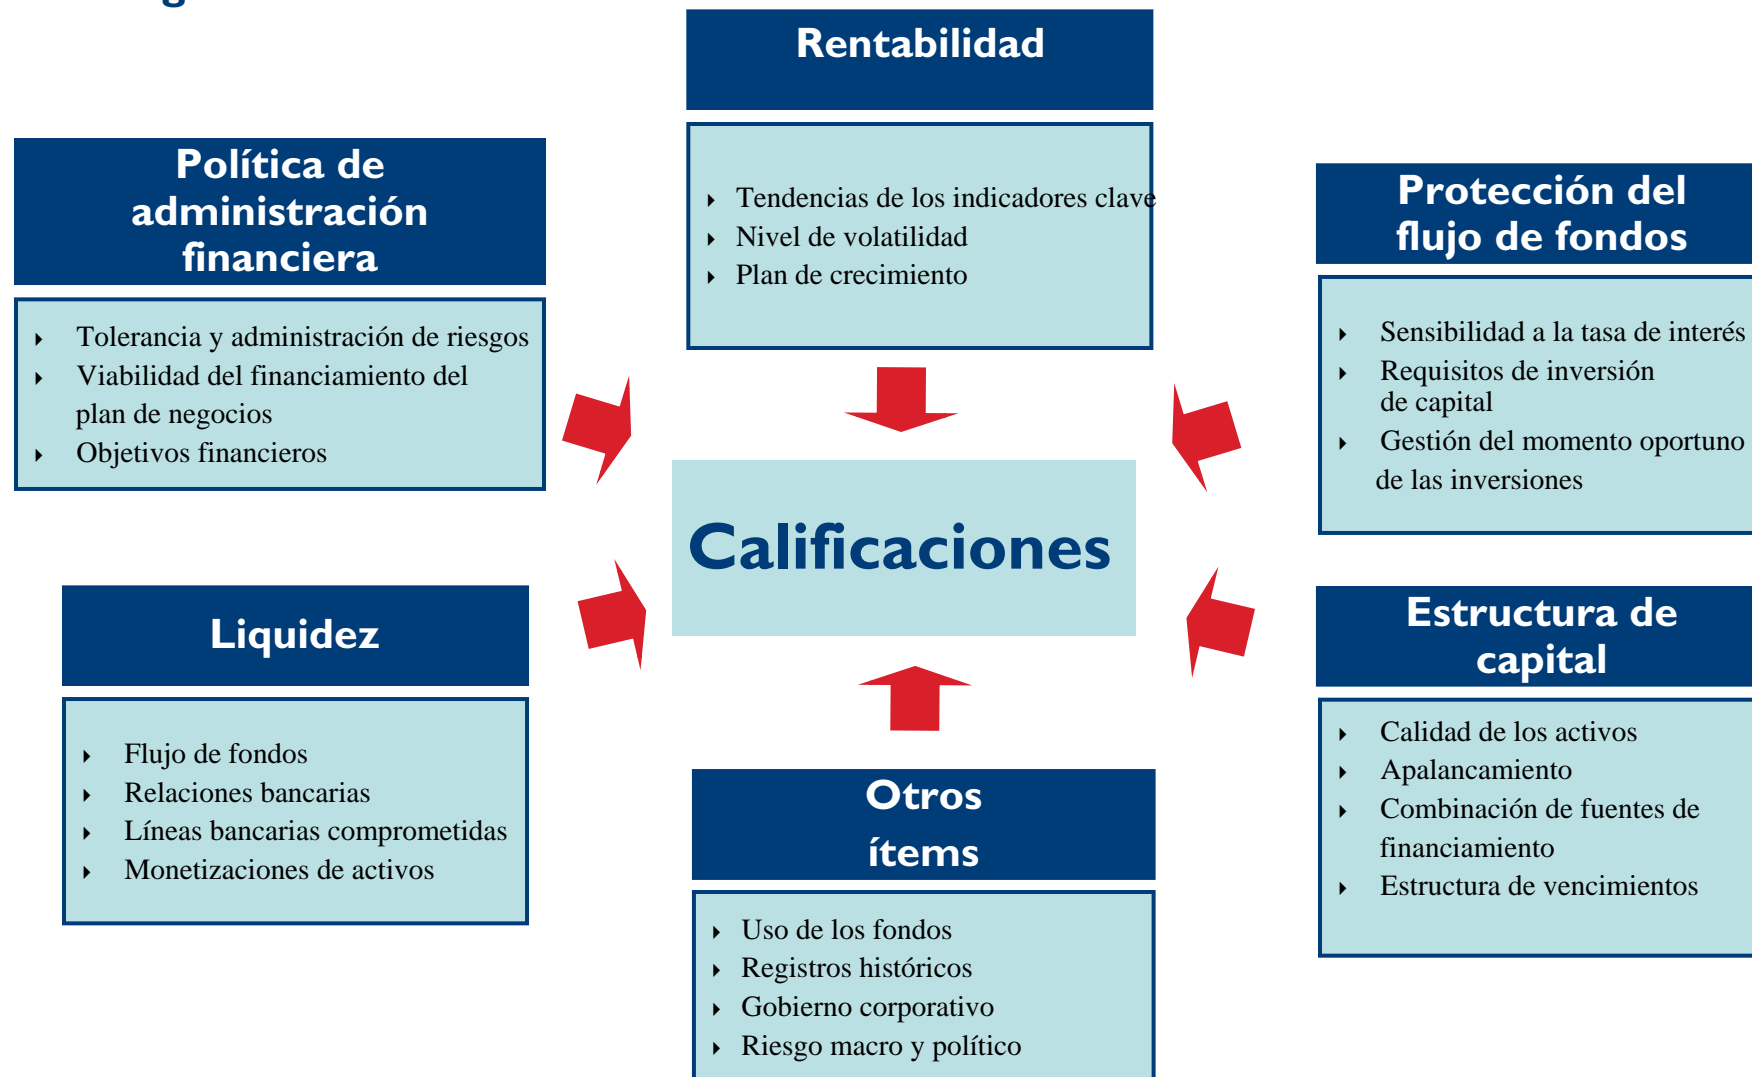 Rentabilidad
Tendencias de los indicadores clave
Nivel de volatilidad
Plan de crecimiento
Política de
administración
financiera
Tolerancia y administración de riesgos
Viabilidad del financiamiento del
plan de negocios
Objetivos financieros
Protección del
flujo de fondos
Sensibilidad a la tasa de interés
Requisitos de inversión
de capital
Gestión del momento oportuno
de las inversiones
Calificaciones
Liquidez
Flujo de fondos
Relaciones bancarias
Líneas bancarias comprometidas
Monetizaciones de activos
Otros
ítems
Uso de los fondos
Registros históricos
Gobierno corporativo
Riesgo macro y político
Estructura de
capital
Calidad de los activos
Apalancamiento
Combinación de fuentes de
financiamiento
Estructura de vencimientos